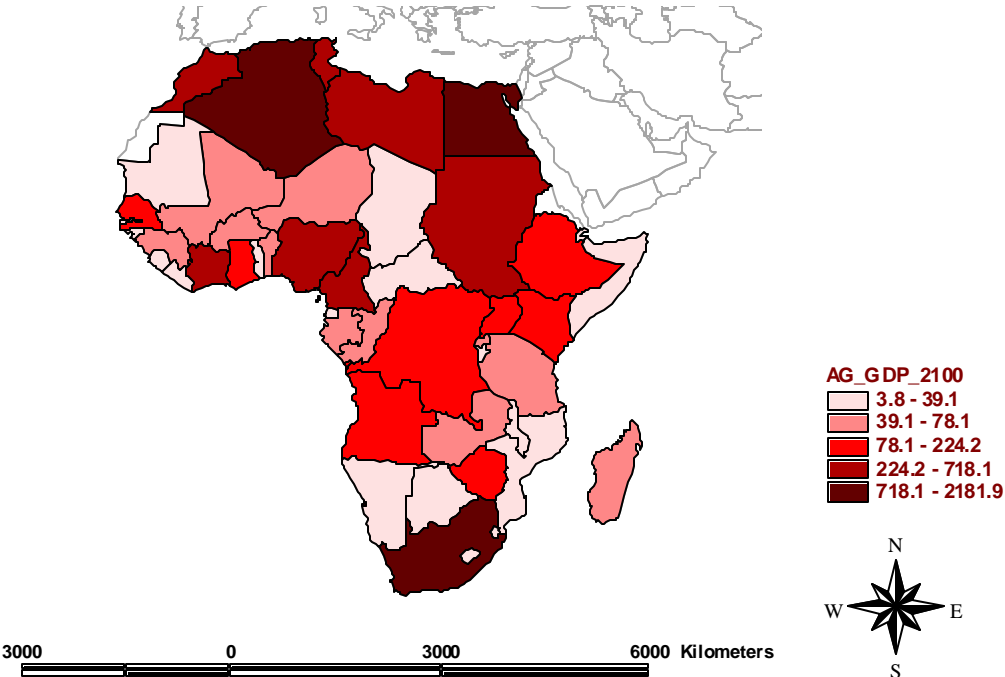 AG_GDP_2100
3.8 - 39.1
39.1 - 78.1
78.1 - 224.2
224.2 - 718.1
718.1 - 2181.9
N
W E
S
3000 0 3000 6000 Kilometers